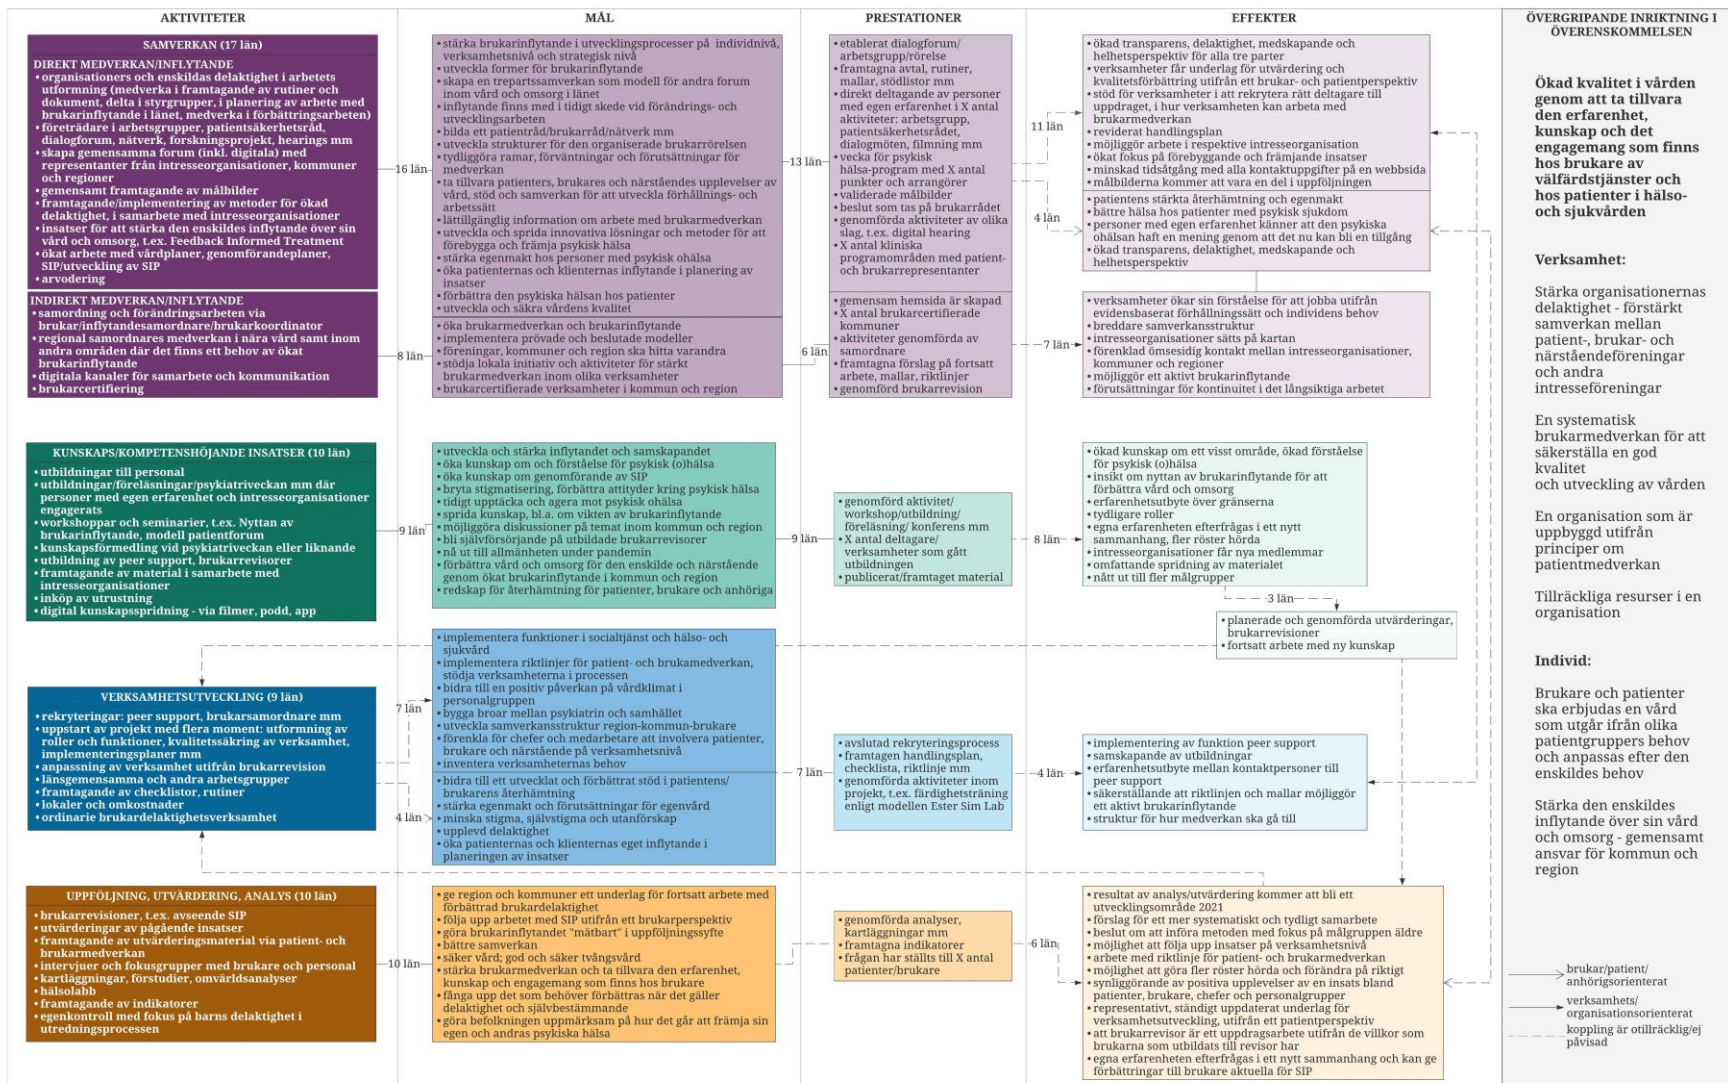 AKTIVITETER
MÅL
PRESTATIONER
EFFEKTER
ÖVERGRIPANDE INRIKTNING I
ÖVERENSKOMMELSEN
SAMVERKAN (17 län)
DIREKT MEDVERKAN/INFLYTANDE
• organisationers och enskildas delaktighet i arbetets
utformning (medverka i framtagande av rutiner och
dokument, delta i styrgrupper, i planering av arbete med
brukarinflytande i länet, medverka i förbättringsarbeten)
• företrädare i arbetsgrupper, patientsäkerhetsråd,
dialogforum, nätverk, forskningsprojekt, hearings mm
• skapa gemensamma forum (inkl. digitala) med
representanter från intresseorganisationer, kommuner
och regioner
• gemensamt framtagande av målbilder
• framtagande/implementering av metoder för ökad
delaktighet, i samarbete med intresseorganisationer
• insatser för att stärka den enskildes inflytande över sin
vård och omsorg, t.ex. Feedback Informed Treatment
• ökat arbete med vårdplaner, genomförandeplaner,
SIP/utveckling av SIP
• arvodering
INDIREKT MEDVERKAN/INFLYTANDE
• samordning och förändringsarbeten via
brukar/inflytandesamordnare/brukarkoordinator
• regional samordnares medverkan i nära vård samt inom
andra områden där det finns ett behov av ökat
brukarinflytande
• digitala kanaler för samarbete och kommunikation
• brukarcertifiering
16 län
8 län
• stärka brukarinflytande i utvecklingsprocesser på individnivå,
verksamhetsnivå och strategisk nivå
• utveckla former för brukarinflytande
• skapa en trepartssamverkan som modell för andra forum
inom vård och omsorg i länet
• inflytande finns med i tidigt skede vid förändrings- och
utvecklingsarbeten
• bilda ett patientråd/brukarråd/nätverk mm
• utveckla strukturer för den organiserade brukarrörelsen
• tydliggöra ramar, förväntningar och förutsättningar för
medverkan
• ta tillvara patienters, brukares och närståendes upplevelser av
vård, stöd och samverkan för att utveckla förhållnings- och
arbetssätt
• lättillgänglig information om arbete med brukarmedverkan
• utveckla och sprida innovativa lösningar och metoder för att
förebygga och främja psykisk hälsa
• stärka egenmakt hos personer med psykisk ohälsa
• öka patienternas och klienternas inflytande i planering av
insatser
• förbättra den psykiska hälsan hos patienter
• utveckla och säkra vårdens kvalitet
• öka brukarmedverkan och brukarinflytande
• implementera prövade och beslutade modeller
• föreningar, kommuner och region ska hitta varandra
• stödja lokala initiativ och aktiviteter för stärkt
brukarmedverkan inom olika verksamheter
• brukarcertifierade verksamheter i kommun och region
13 län
6 län
• etablerat dialogforum/
arbetsgrupp/rörelse
• framtagna avtal, rutiner,
mallar, stödlistor mm
• direkt deltagande av personer
med egen erfarenhet i X antal
aktiviteter: arbetsgrupp,
patientsäkerhetsrådet,
dialogmöten, filmning mm
• vecka för psykisk
hälsa-program med X antal
punkter och arrangörer
• validerade målbilder
• beslut som tas på brukarrådet
• genomförda aktiviteter av olika
slag, t.ex. digital hearing
• X antal kliniska
programområden med patient-
och brukarrepresentanter
• gemensam hemsida är skapad
• X antal brukarcertifierade
kommuner
• aktiviteter genomförda av
samordnare
• framtagna förslag på fortsatt
arbete, mallar, riktlinjer
• genomförd brukarrevision
11 län
4 län
7 län
• ökad transparens, delaktighet, medskapande och
helhetsperspektiv för alla tre parter
• verksamheter får underlag för utvärdering och
kvalitetsförbättring utifrån ett brukar- och patientperspektiv
• stöd för verksamheter i att rekrytera rätt deltagare till
uppdraget, i hur verksamheten kan arbeta med
brukarmedverkan
• reviderat handlingsplan
• möjliggör arbete i respektive intresseorganisation
• ökat fokus på förebyggande och främjande insatser
• minskad tidsåtgång med alla kontaktuppgifter på en webbsida
• målbilderna kommer att vara en del i uppföljningen
• patientens stärkta återhämtning och egenmakt
• bättre hälsa hos patienter med psykisk sjukdom
• personer med egen erfarenhet känner att den psykiska
ohälsan haft en mening genom att det nu kan bli en tillgång
• ökad transparens, delaktighet, medskapande och
helhetsperspektiv
• verksamheter ökar sin förståelse för att jobba utifrån
evidensbaserat förhållningssätt och individens behov
• breddare samverkansstruktur
• intresseorganisationer sätts på kartan
• förenklad ömsesidig kontakt mellan intresseorganisationer,
kommuner och regioner
• möjliggör ett aktivt brukarinflytande
• förutsättningar för kontinuitet i det långsiktiga arbetet
KUNSKAPS/KOMPETENSHÖJANDE INSATSER (10 län)
• utbildningar till personal
• utbildningar/föreläsningar/psykiatriveckan mm där
personer med egen erfarenhet och intresseorganisationer
engagerats
• workshoppar och seminarier, t.ex. Nyttan av
brukarinflytande, modell patientforum
• kunskapsförmedling vid psykiatriveckan eller liknande
• utbildning av peer support, brukarrevisorer
• framtagande av material i samarbete med
intresseorganisationer
• inköp av utrustning
• digital kunskapsspridning - via filmer, podd, app
9 län
• utveckla och stärka inflytandet och samskapandet
• öka kunskap om och förståelse för psykisk (o)hälsa
• öka kunskap om genomförande av SIP
• bryta stigmatisering, förbättra attityder kring psykisk hälsa
• tidigt upptäcka och agera mot psykisk ohälsa
• sprida kunskap, bl.a. om vikten av brukarinflytande
• möjliggöra diskussioner på temat inom kommun och region
• bli självförsörjande på utbildade brukarrevisorer
• nå ut till allmänheten under pandemin
• förbättra vård och omsorg för den enskilde och närstående
genom ökat brukarinflytande i kommun och region
• redskap för återhämtning för patienter, brukare och anhöriga
9 län
• genomförd aktivitet/
workshop/utbildning/
föreläsning/ konferens mm
• X antal deltagare/
verksamheter som gått
utbildningen
• publicerat/framtaget material
8 län
• ökad kunskap om ett visst område, ökad förståelse
för psykisk (o)hälsa
• insikt om nyttan av brukarinflytande för att
förbättra vård och omsorg
• erfarenhetsutbyte över gränserna
• tydligare roller
• egna erfarenheten efterfrågas i ett nytt
sammanhang, fler röster hörda
• intresseorganisationer får nya medlemmar
• omfattande spridning av materialet
• nått ut till fler målgrupper
3 län
• planerade och genomförda utvärderingar,
brukarrevisioner
• fortsatt arbete med ny kunskap
VERKSAMHETSUTVECKLING (9 län)
• rekryteringar: peer support, brukarsamordnare mm
• uppstart av projekt med flera moment: utformning av
roller och funktioner, kvalitetssäkring av verksamhet,
implementeringsplaner mm
• anpassning av verksamhet utifrån brukarrevision
• länsgemensamma och andra arbetsgrupper
• framtagande av checklistor, rutiner
• lokaler och omkostnader
• ordinarie brukardelaktighetsverksamhet
7 län
4 län
• implementera funktioner i socialtjänst och hälso- och
sjukvård
• implementera riktlinjer för patient- och brukamedverkan,
stödja verksamheterna i processen
• bidra till en positiv påverkan på vårdklimat i
personalgruppen
• bygga broar mellan psykiatrin och samhället
• utveckla samverkansstruktur region-kommun-brukare
• förenkla för chefer och medarbetare att involvera patienter,
brukare och närstående på verksamhetsnivå
• inventera verksamheternas behov
• bidra till ett utvecklat och förbättrat stöd i patientens/
brukarens återhämtning
• stärka egenmakt och förutsättningar för egenvård
• minska stigma, självstigma och utanförskap
• upplevd delaktighet
• öka patienternas och klienternas eget inflytande i
planeringen av insatser
7 län
• avslutad rekryteringsprocess
• framtagen handlingsplan,
checklista, riktlinje mm
• genomförda aktiviteter inom
projekt, t.ex. färdighetsträning
enligt modellen Ester Sim Lab
4 län
• implementering av funktion peer support
• samskapande av utbildningar
• erfarenhetsutbyte mellan kontaktpersoner till
peer support
• säkerställande att riktlinjen och mallar möjliggör
ett aktivt brukarinflytande
• struktur för hur medverkan ska gå till
UPPFÖLJNING, UTVÄRDERING, ANALYS (10 län)
• brukarrevisioner, t.ex. avseende SIP
• utvärderingar av pågående insatser
• framtagande av utvärderingsmaterial via patient- och
brukarmedverkan
• intervjuer och fokusgrupper med brukare och personal
• kartläggningar, förstudier, omvärldsanalyser
• hälsolabb
• framtagande av indikatorer
• egenkontroll med fokus på barns delaktighet i
utredningsprocessen
10 län
• ge region och kommuner ett underlag för fortsatt arbete med
förbättrad brukardelaktighet
• följa upp arbetet med SIP utifrån ett brukarperspektiv
• göra brukarinflytandet "mätbart" i uppföljningssyfte
• bättre samverkan
• säker vård; god och säker tvångsvård
• stärka brukarmedverkan och ta tillvara den erfarenhet,
kunskap och engagemang som finns hos brukare
• fånga upp det som behöver förbättras när det gäller
delaktighet och självbestämmande
• göra befolkningen uppmärksam på hur det går att främja sin
egen och andras psykiska hälsa
• genomförda analyser,
kartläggningar mm
• framtagna indikatorer
• frågan har ställts till X antal
patienter/brukare
6 län
• resultat av analys/utvärdering kommer att bli ett
utvecklingsområde 2021
• förslag för ett mer systematiskt och tydligt samarbete
• beslut om att införa metoden med fokus på målgruppen äldre
• möjlighet att följa upp insatser på verksamhetsnivå
• arbete med riktlinje för patient- och brukarmedverkan
• möjlighet att göra fler röster hörda och förändra på riktigt
• synliggörande av positiva upplevelser av en insats bland
patienter, brukare, chefer och personalgrupper
• representativt, ständigt uppdaterat underlag för
verksamhetsutveckling, utifrån ett patientperspektiv
• att brukarrevisor är ett uppdragsarbete utifrån de villkor som
brukarna som utbildats till revisor har
• egna erfarenheten efterfrågas i ett nytt sammanhang och kan ge
förbättringar till brukare aktuella för SIP
Ökad kvalitet i vården
genom att ta tillvara
den erfarenhet,
kunskap och det
engagemang som finns
hos brukare av
välfärdstjänster och
hos patienter i hälso-
och sjukvården
Verksamhet:
Stärka organisationernas
delaktighet - förstärkt
samverkan mellan
patient-, brukar- och
närståendeföreningar
och andra
intresseföreningar
En systematisk
brukarmedverkan för att
säkerställa en god
kvalitet
och utveckling av vården
En organisation som är
uppbyggd utifrån
principer om
patientmedverkan
Tillräckliga resurser i en
organisation
Individ:
Brukare och patienter
ska erbjudas en vård
som utgår ifrån olika
patientgruppers behov
och anpassas efter den
enskildes behov
Stärka den enskildes
inflytande över sin vård
och omsorg - gemensamt
ansvar för kommun och
region
brukar/patient/
anhörigsorienterat
verksamhets/
organisationsorienterat
koppling är otillräcklig/ej
påvisad